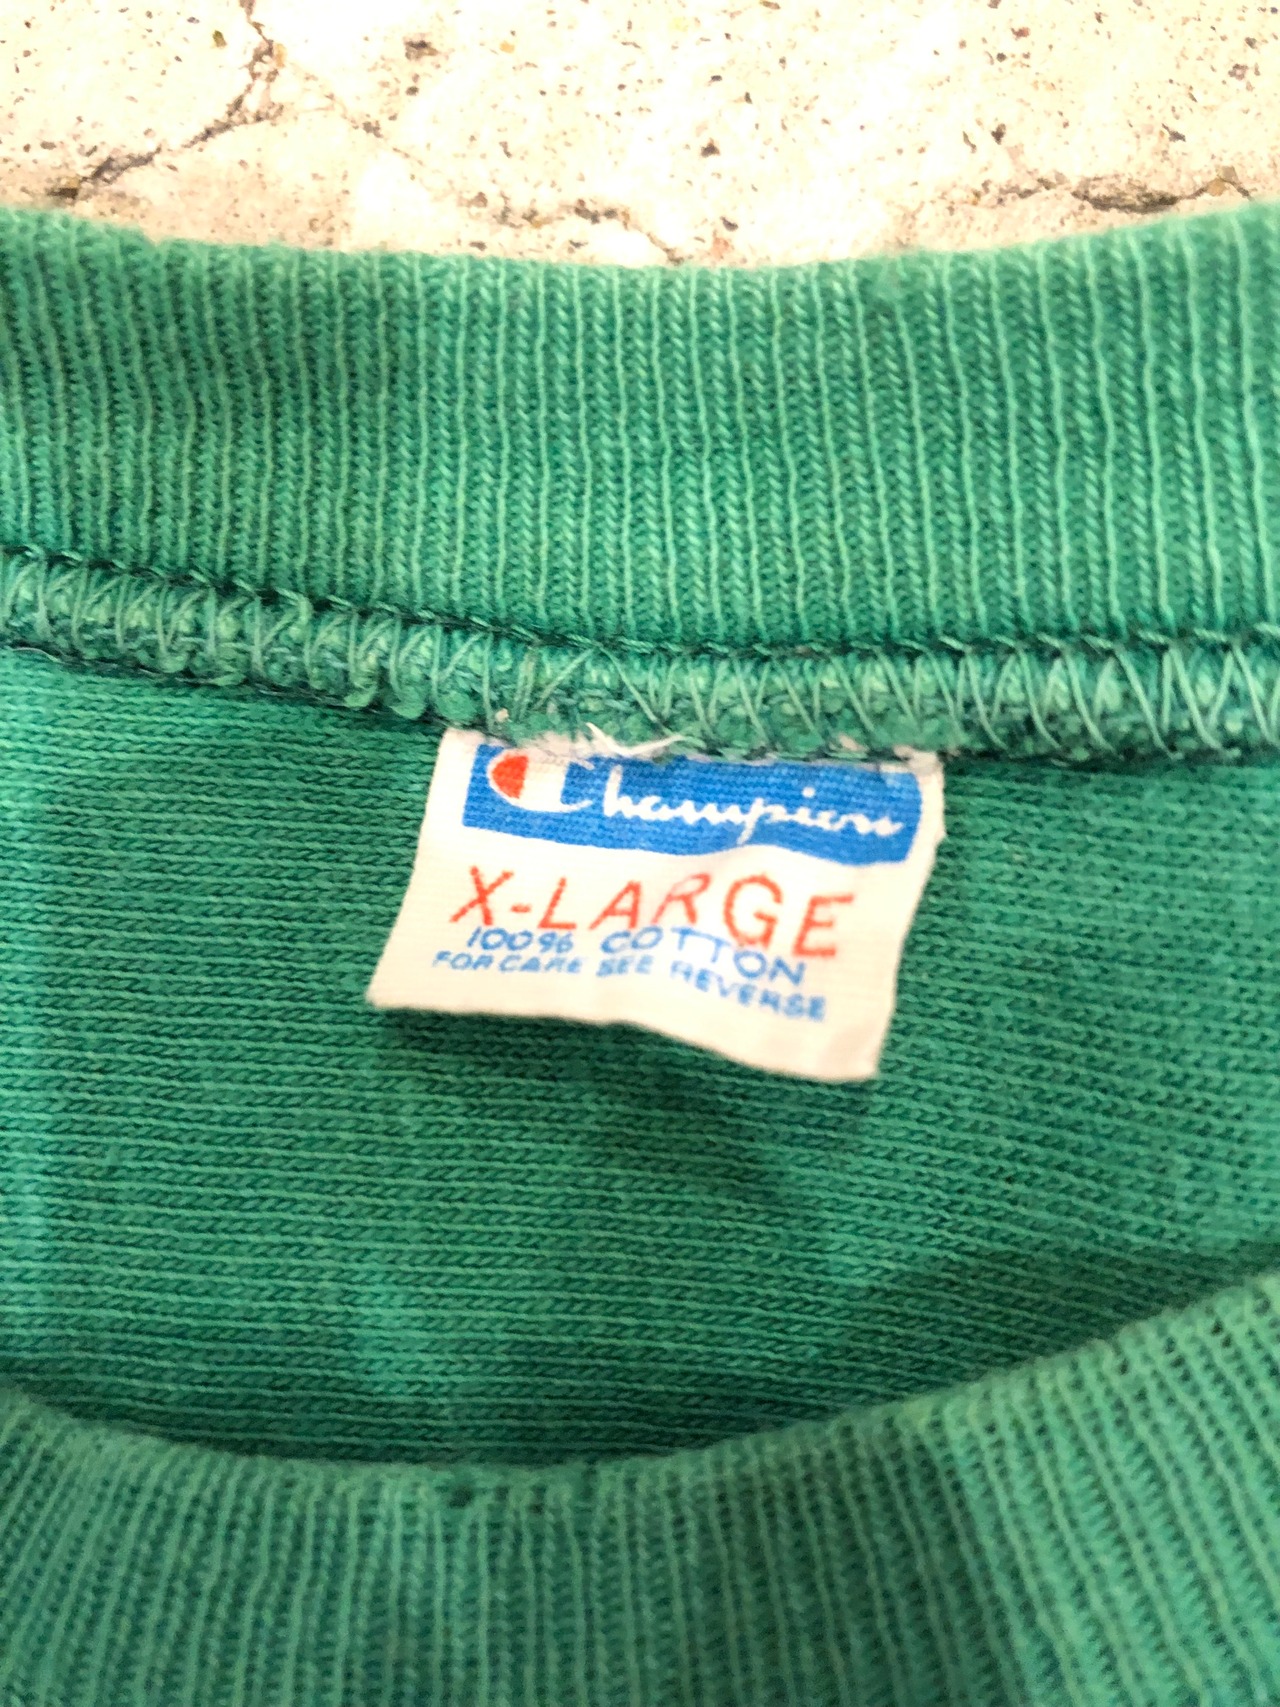 Champion
X-LARGE
100% COTTON
FOR CARE SEE REVERSE